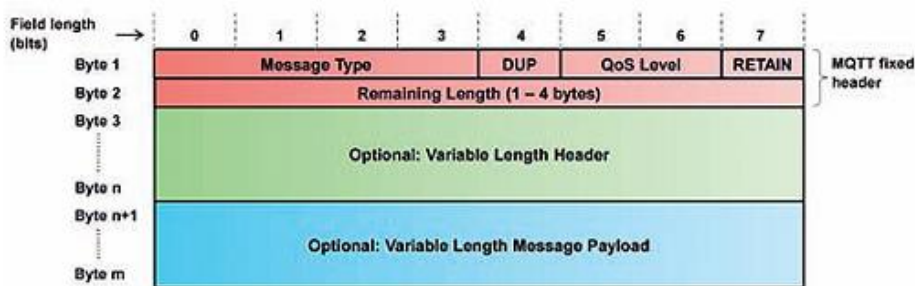 Field length
(bits)
0 1 2 3 4 5 6 7
Byte 1 Message Type DUP QoS Level RETAIN
MQTT fixed
header
Byte 2 Remaining Length (1 – 4 bytes)
Byte 3
Optional: Variable Length Header
Byte n
Byte n+1
Optional: Variable Length Message Payload
Byte m